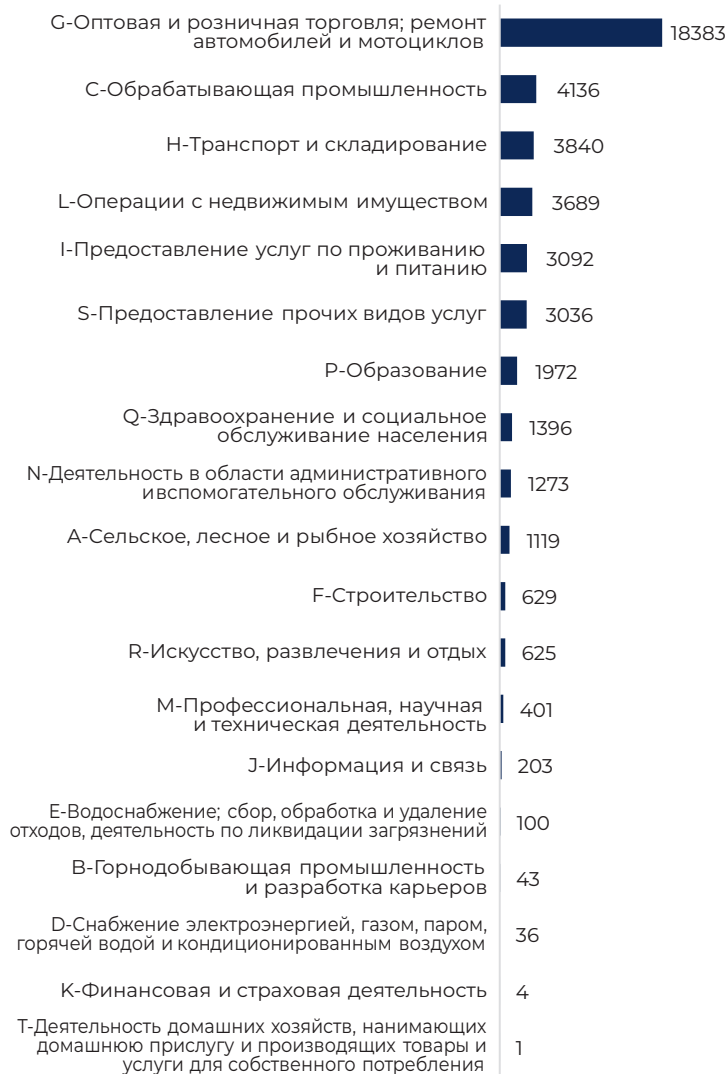 G-Оптовая и розничная торговля; ремонт
автомобилей и мотоциклов
18383
C-Обрабатывающая промышленность
4136
H-Транспорт и складирование
3840
L-Операции с недвижимым имуществом
3689
I-Предоставление услуг по проживанию
и питанию
3092
S-Предоставление прочих видов услуг
3036
P-Образование
1972
Q-Здравоохранение и социальное
обслуживание населения
1396
N-Деятельность в области административного
ивспомогательного обслуживания
1273
A-Сельское, лесное и рыбное хозяйство
1119
F-Строительство
629
R-Искусство, развлечения и отдых
625
M-Профессиональная, научная
и техническая деятельность
401
J-Информация и связь
203
E-Водоснабжение; сбор, обработка и удаление
отходов, деятельность по ликвидации загрязнений
100
B-Горнодобывающая промышленность
и разработка карьеров
43
D-Снабжение электроэнергией, газом, паром,
горячей водой и кондиционированным воздухом
36
K-Финансовая и страховая деятельность
4
T-Деятельность домашних хозяйств, нанимающих
домашнюю прислугу и производящих товары и
услуги для собственного потребления
1